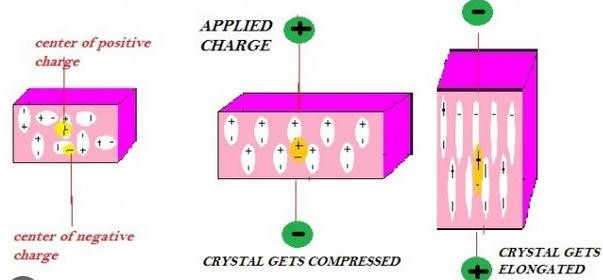 center of positive
charge
center of negative
charge
APPLIED
CHARGE
+
-
CRYSTAL GETS COMPRESSED
-
+
CRYSTAL GETS
ELONGATED